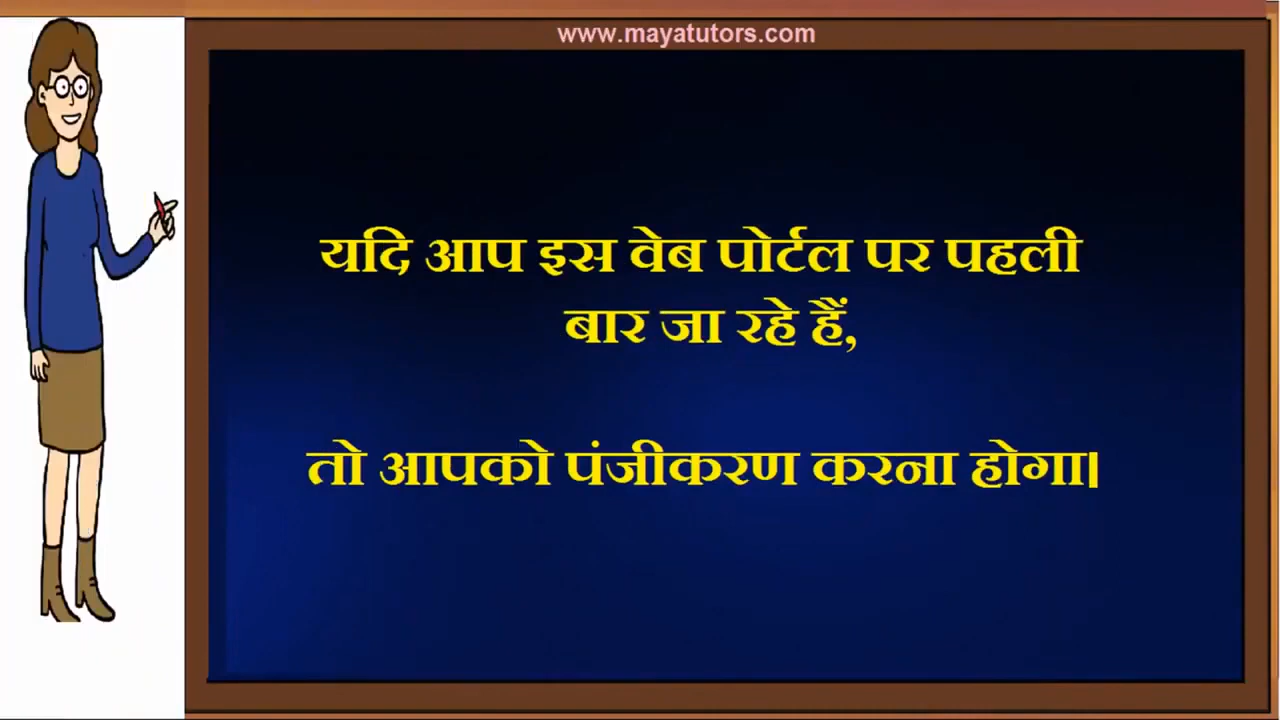 www.mayatutors.com
यदि आप इस वेब पोर्टल पर पहली
बार जा रहे हैं,
तो आपको पंजीकरण करना होगा।